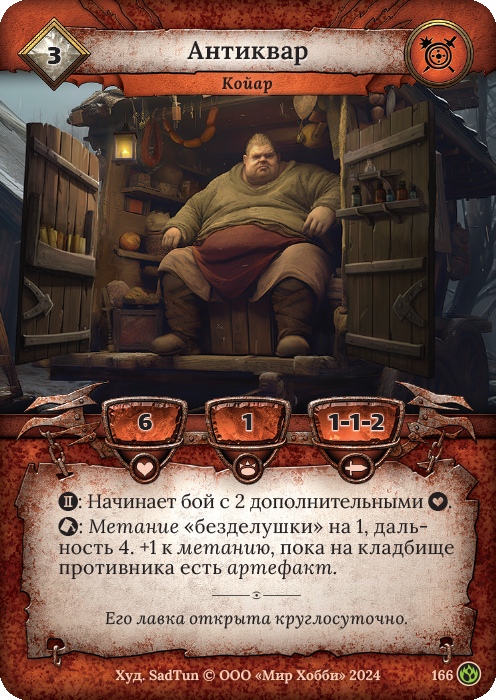 3
Антиквар
Койар
6
1
1-1-2
II: Начинает бой с 2 дополнительными .
: Метание «безделушки» на 1, даль-
ность 4. +1 к метанию, пока на кладбище
противника есть артефакт.
Его лавка открыта круглосуточно.
Худ. SadTun © ООО «Мир Хобби» 2024
166